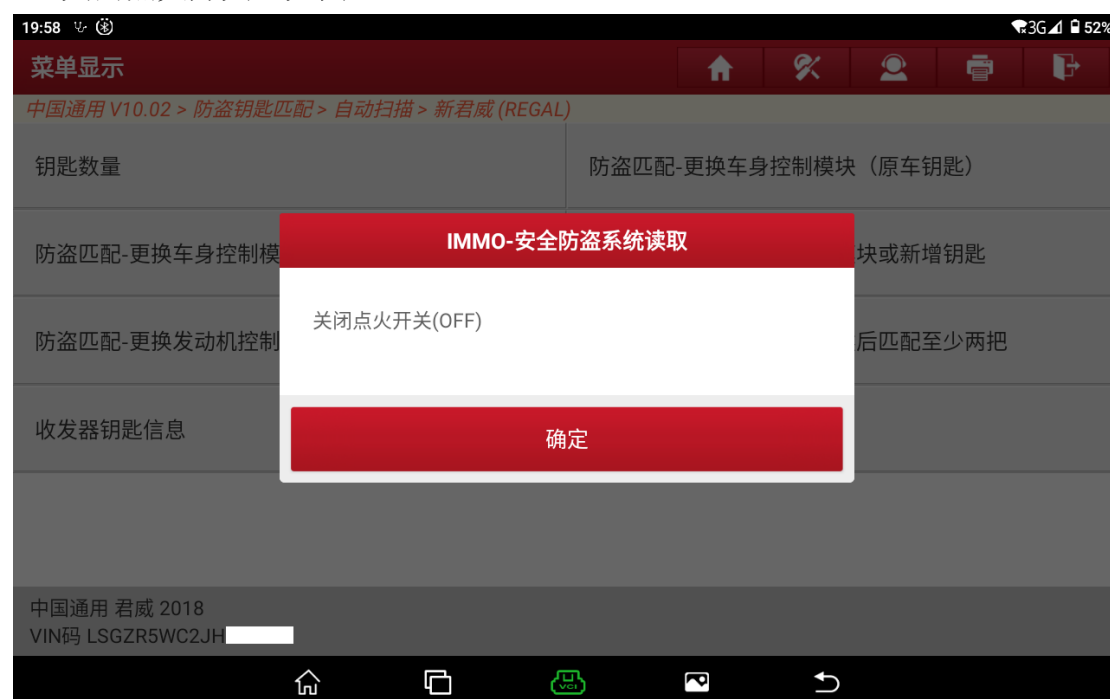 19:58
3G
52%
菜单显示
中国通用 V10.02 > 防盗钥匙匹配 > 自动扫描 > 新君威 (REGAL)
钥匙数量
防盗匹配-更换车身控制模块（原车钥匙）
防盗匹配-更换车身控制模
IMMO-安全防盗系统读取
块或新增钥匙
关闭点火开关(OFF)
防盗匹配-更换发动机控制
后匹配至少两把
收发器钥匙信息
确定
中国通用 君威 2018
VIN码 LSGZR5WC2JH
VCI